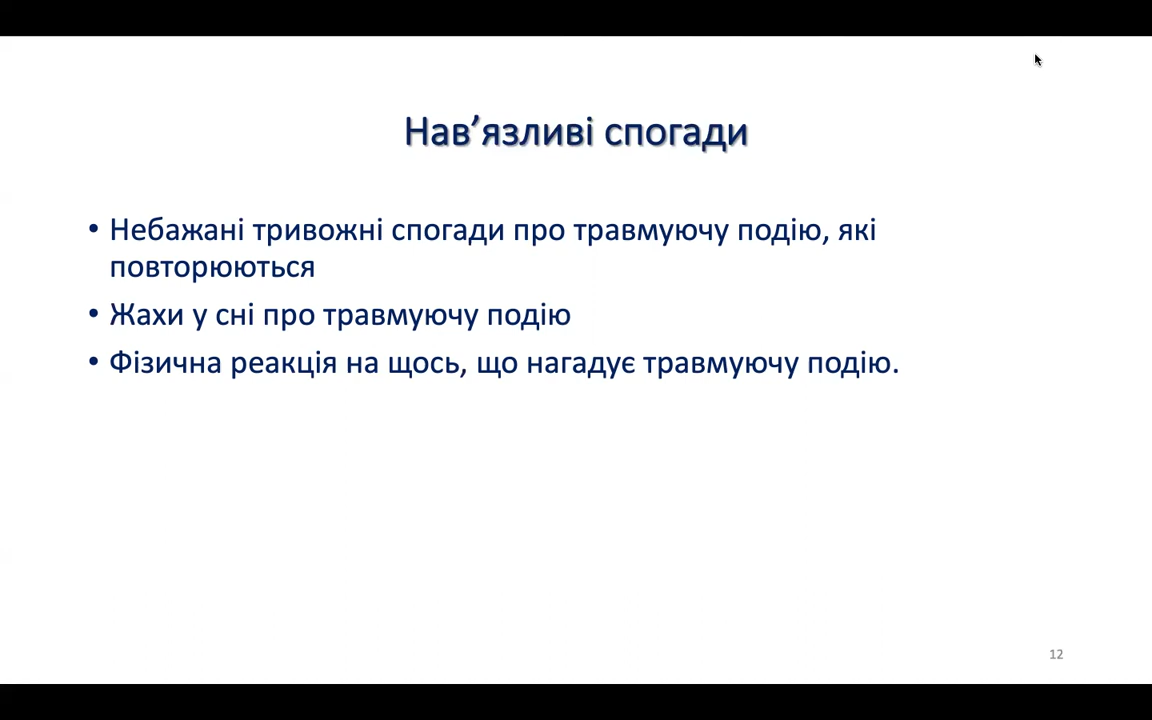 Нав’язливі спогади
• Небажані тривожні спогади про травмуючу подію, які
повторюються
• Жахи у сні про травмуючу подію
• Фізична реакція на щось, що нагадує травмуючу подію.
12